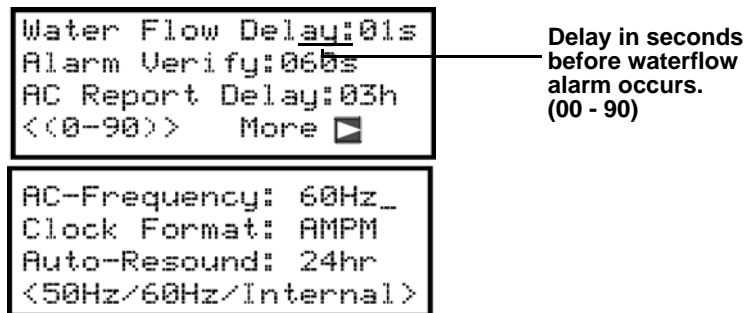 Water Flow Delay:01s
Alarm Verify:060s
AC Report Delay:03h
<(0-90)> More ►
Delay in seconds
before waterflow
alarm occurs.
(00 - 90)
AC-Frequency: 60Hz_
Clock Format: AMPM
Auto-Resound: 24hr
<50Hz/60Hz/Internal>